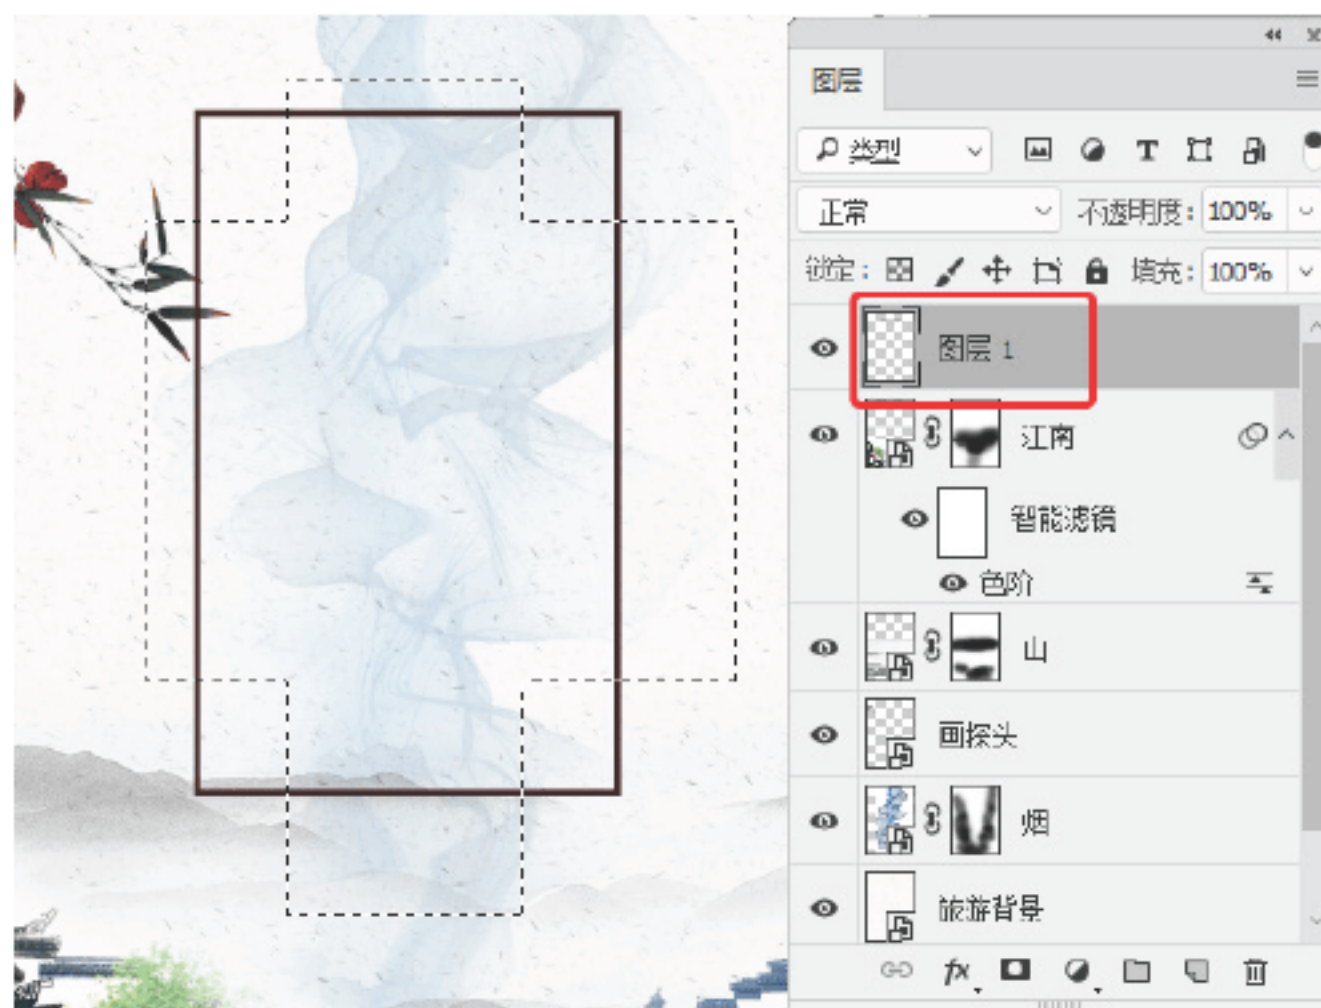 图层
类型
正常 不透明度: 100%
锁定: 填充: 100%
图层 1
江南
智能滤镜
色阶
山
画探头
烟
旅游背景
fx